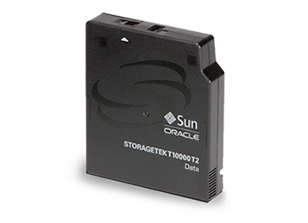 Sun
ORACLE
STORAGETEK T10000 T2
Data